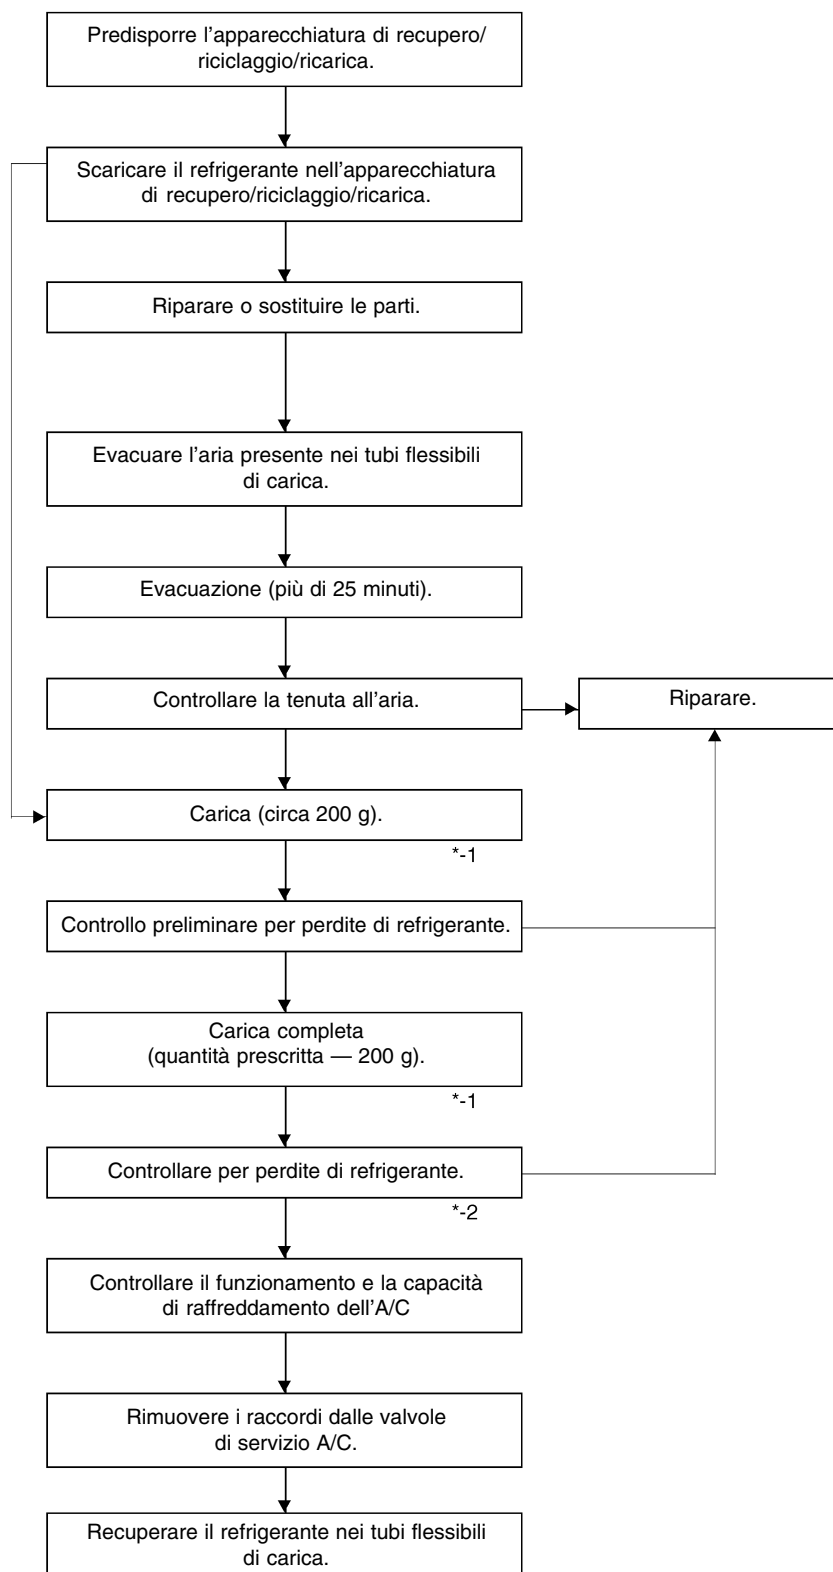 Predisporre l'apparecchiatura di recupero/
riciclaggio/ricarica.
Scaricare il refrigerante nell'apparecchiatura
di recupero/riciclaggio/ricarica.
Riparare o sostituire le parti.
Evacuare l'aria presente nei tubi flessibili
di carica.
Evacuazione (più di 25 minuti).
Controllare la tenuta all'aria.
Riparare.
Carica (circa 200 g).
*-1
Controllo preliminare per perdite di refrigerante.
Carica completa
(quantità prescritta — 200 g).
*-1
Controllare per perdite di refrigerante.
*-2
Controllare il funzionamento e la capacità
di raffreddamento dell'A/C
Rimuovere i raccordi dalle valvole
di servizio A/C.
Recuperare il refrigerante nei tubi flessibili
di carica.